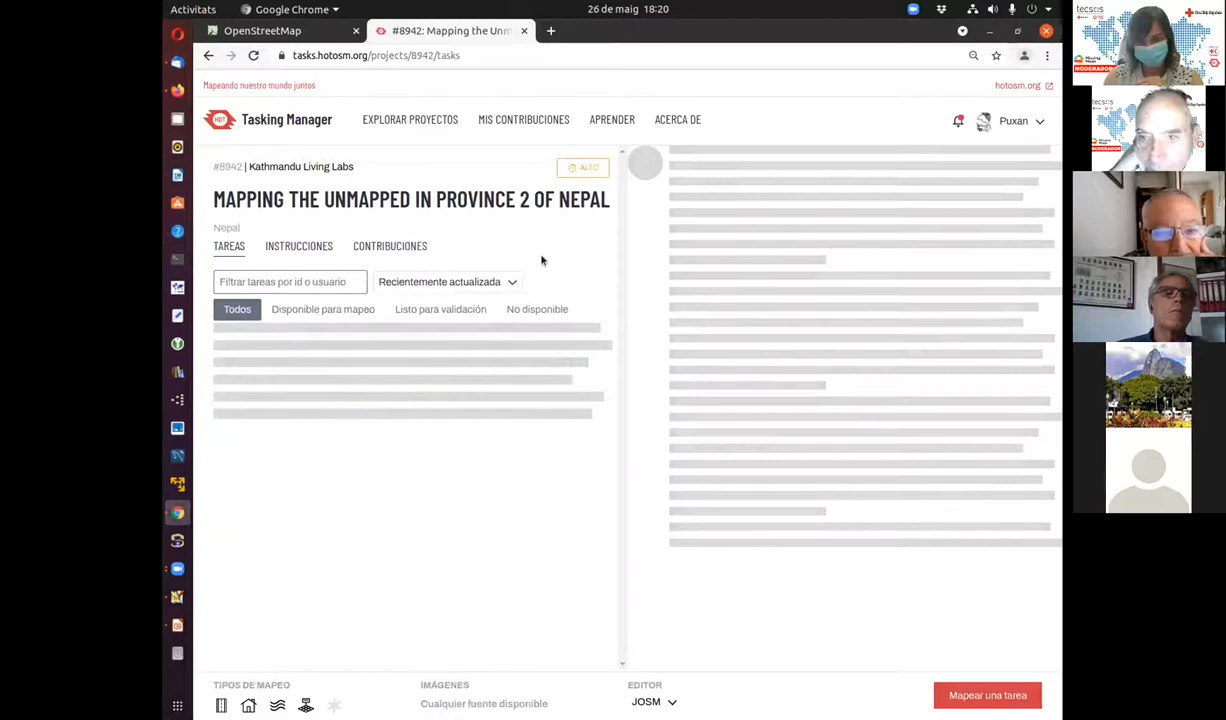 Activitats
Google Chrome
26 de maig 18:20
OpenStreetMap
#8942: Mapping the Unm
tasks.hotosm.org/projects/8942/tasks
Mapeando nuestro mundo juntos
hotosm.org
HOT
Tasking Manager
EXPLORAR PROYECTOS
MIS CONTRIBUCIONES
APRENDER
ACERCA DE
Puxan
#8942 | Kathmandu Living Labs
ALTO
MAPPING THE UNMAPPED IN PROVINCE 2 OF NEPAL
Nepal
TAREAS
INSTRUCCIONES
CONTRIBUCIONES
Filtrar tareas por id o usuario
Recientemente actualizada
Todos
Disponible para mapeo
Listo para validación
No disponible
TIPOS DE MAPEO
IMÁGENES
Cualquier fuente disponible
EDITOR
JOSM
Mapear una tarea
tecsos
MODERADOR
tecsos